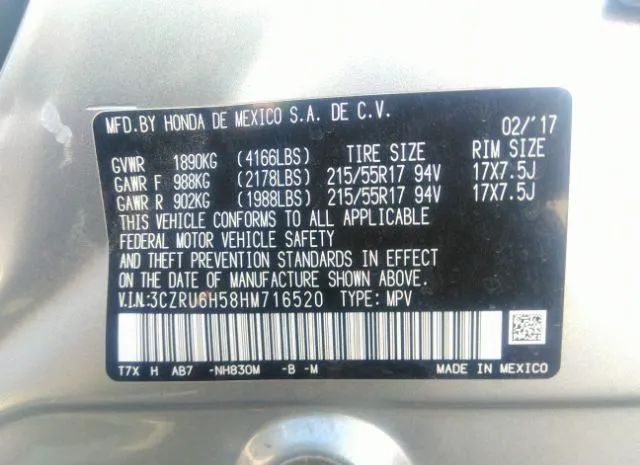 MFD.BY HONDA DE MEXICO S.A. DE C.V. 02/'17
GVWR 1890KG (4166LBS) TIRE SIZE RIM SIZE
GAWR F 988KG (2178LBS) 215/55R17 94V 17X7.5J
GAWR R 902KG (1988LBS) 215/55R17 94V 17X7.5J
THIS VEHICLE CONFORMS TO ALL APPLICABLE
FEDERAL MOTOR VEHICLE SAFETY
AND THEFT PREVENTION STANDARDS IN EFFECT
ON THE DATE OF MANUFACTURE SHOWN ABOVE.
V.I.N:3CZRU6H58HM716520 TYPE: MPV
T7X H AB7 -NH830M -B -M
MADE IN MEXICO